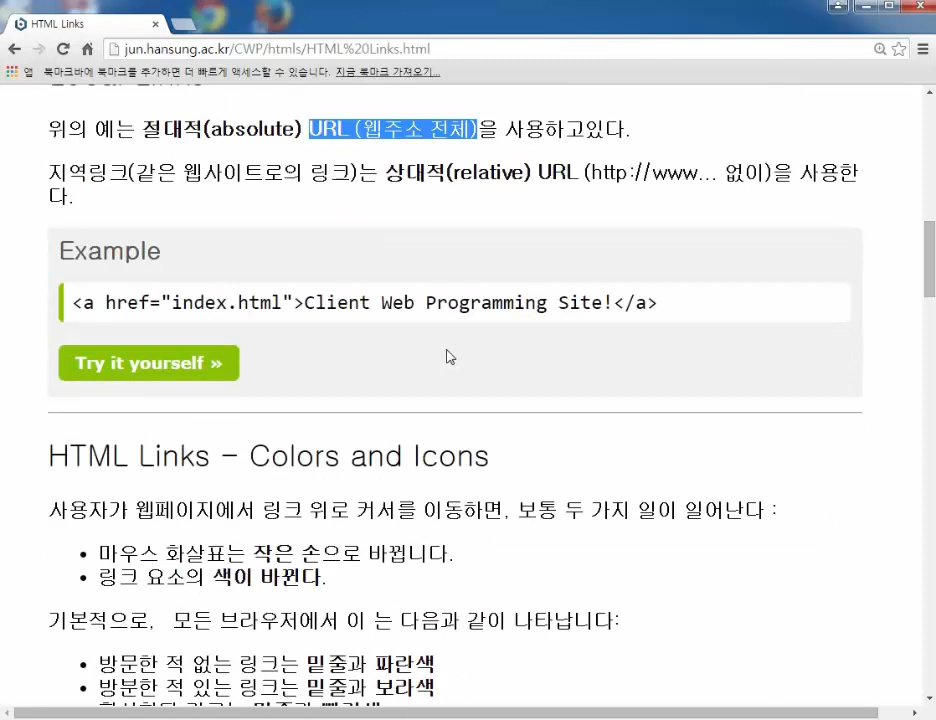 HTML Links
jun.hansung.ac.kr/CWP/htmls/HTML%20Links.html
앱 북마크바에 북마크를 추가하면 더 빠르게 액세스할 수 있습니다. 지금 북마크 가져오기...
위의 예는 절대적(absolute) URL (웹주소 전체)을 사용하고있다.
지역링크(같은 웹사이트로의 링크)는 상대적(relative) URL (http://www... 없이)을 사용한
다.
Example
<a href="index.html">Client Web Programming Site!</a>
Try it yourself »
HTML Links - Colors and Icons
사용자가 웹페이지에서 링크 위로 커서를 이동하면, 보통 두 가지 일이 일어난다 :
• 마우스 화살표는 작은 손으로 바뀝니다.
• 링크 요소의 색이 바뀐다.
기본적으로, 모든 브라우저에서 이 는 다음과 같이 나타납니다:
• 방문한 적 없는 링크는 밑줄과 파란색
• 방분한 적 있는 링크는 밑줄과 보라색